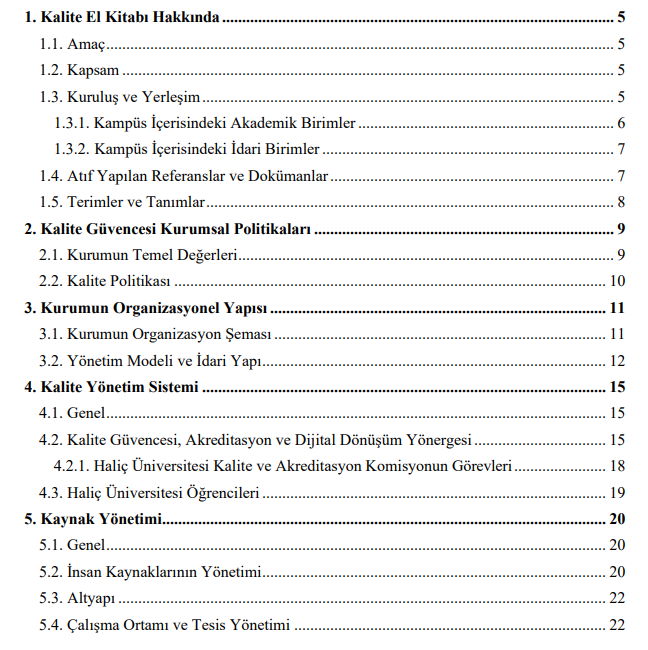 1. Kalite El Kitabı Hakkında ........ 5
1.1. Amaç ........ 5
1.2. Kapsam ........ 5
1.3. Kuruluş ve Yerleşim ........ 5
1.3.1. Kampüs İçerisindeki Akademik Birimler ........ 6
1.3.2. Kampüs İçerisindeki İdari Birimler ........ 7
1.4. Atıf Yapılan Referanslar ve Dokümanlar ........ 7
1.5. Terimler ve Tanımlar ........ 8
2. Kalite Güvencesi Kurumsal Politikaları ........ 9
2.1. Kurumun Temel Değerleri ........ 9
2.2. Kalite Politikası ........ 10
3. Kurumun Organizasyonel Yapısı ........ 11
3.1. Kurumun Organizasyon Şeması ........ 11
3.2. Yönetim Modeli ve İdari Yapı ........ 12
4. Kalite Yönetim Sistemi ........ 15
4.1. Genel ........ 15
4.2. Kalite Güvencesi, Akreditasyon ve Dijital Dönüşüm Yönergesi ........ 15
4.2.1. Haliç Üniversitesi Kalite ve Akreditasyon Komisyonun Görevleri ........ 18
4.3. Haliç Üniversitesi Öğrencileri ........ 19
5. Kaynak Yönetimi ........ 20
5.1. Genel ........ 20
5.2. İnsan Kaynaklarının Yönetimi ........ 20
5.3. Altyapı ........ 22
5.4. Çalışma Ortamı ve Tesis Yönetimi ........ 22